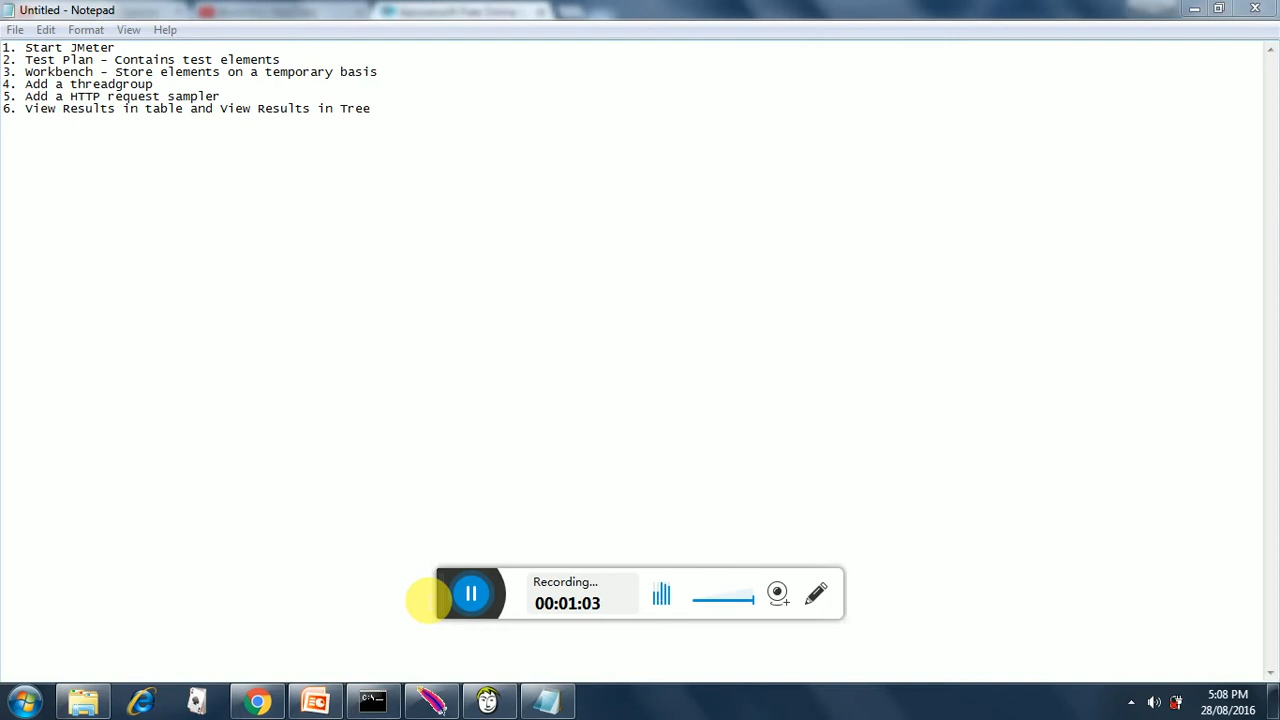 Untitled - Notepad
File Edit Format View Help
1. Start JMeter
2. Test Plan - Contains test elements
3. Workbench - Store elements on a temporary basis
4. Add a threadgroup
5. Add a HTTP request sampler
6. View Results in table and View Results in Tree
Recording...
00:01:03
5:08 PM
28/08/2016